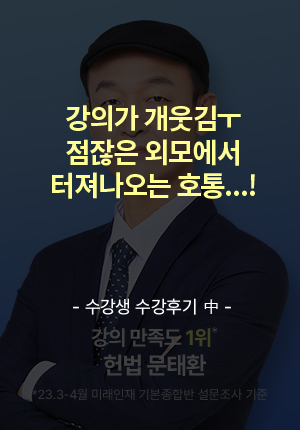 강의가 개웃김ㅜ
점잖은 외모에서
터져나오는 호통...!
- 수강생 수강후기 中 -
강의 만족도 1위*
헌법 문태환
*23.3-4월 미래인재 기본종합반 설문조사 기준